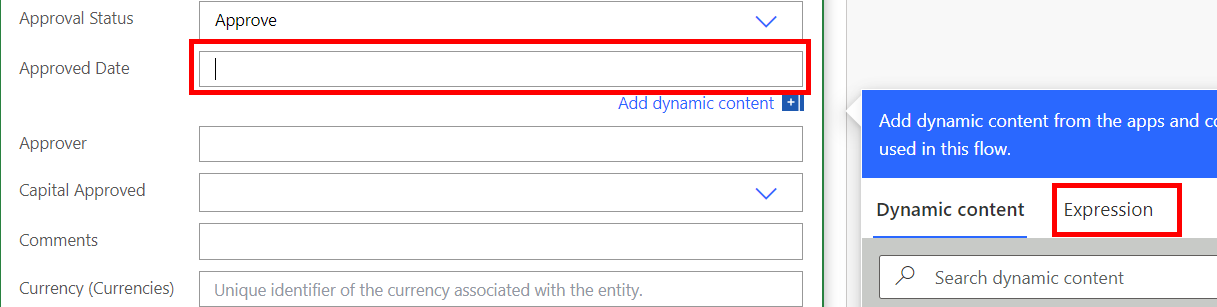 Approval Status
Approve
Approved Date
Add dynamic content
Approver
Capital Approved
Comments
Currency (Currencies)
Unique identifier of the currency associated with the entity.
Add dynamic content from the apps and
used in this flow.
Dynamic content
Expression
Search dynamic content